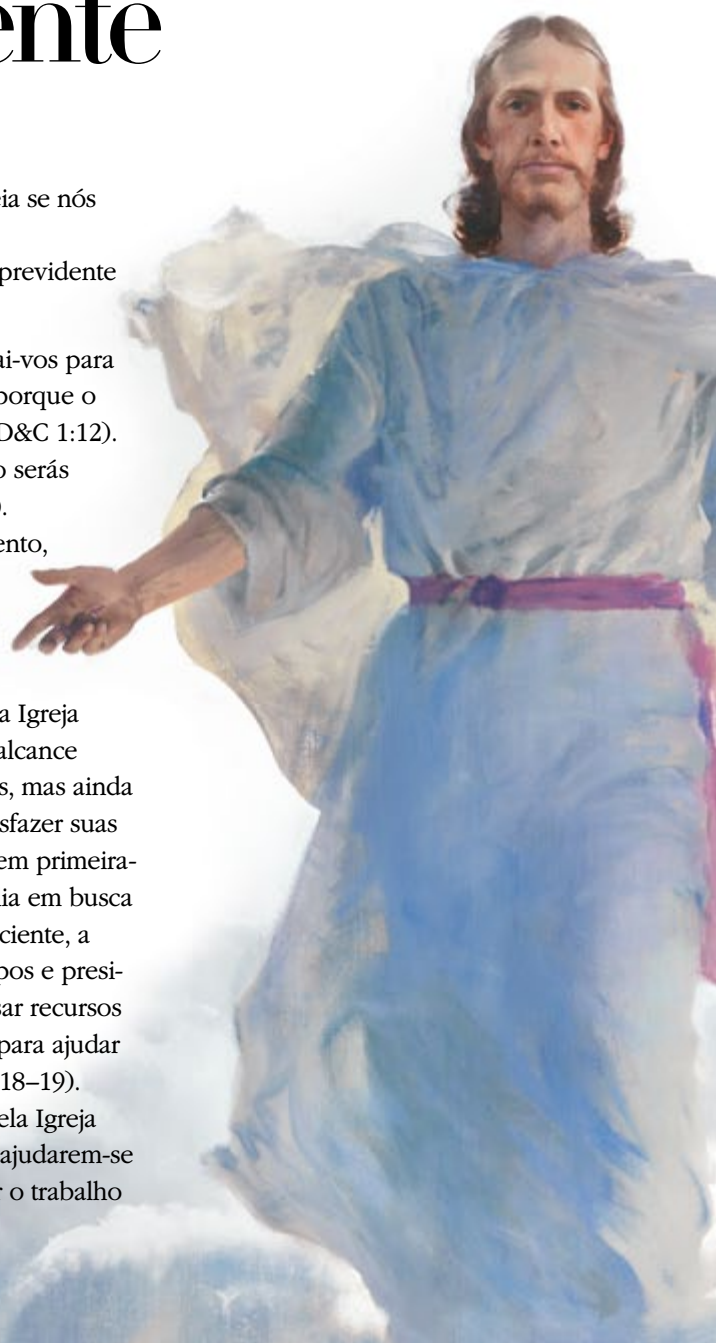 ente
ia se nós
previdente
ai-vos para
porque o
D&C 1:12).
o serás
).
ento,
a Igreja
alcance
s, mas ainda
sfazer suas
em primeira-
ia em busca
ciente, a
pos e presi-
sar recursos
para ajudar
18–19).
ela Igreja
ajudarem-se
r o trabalho